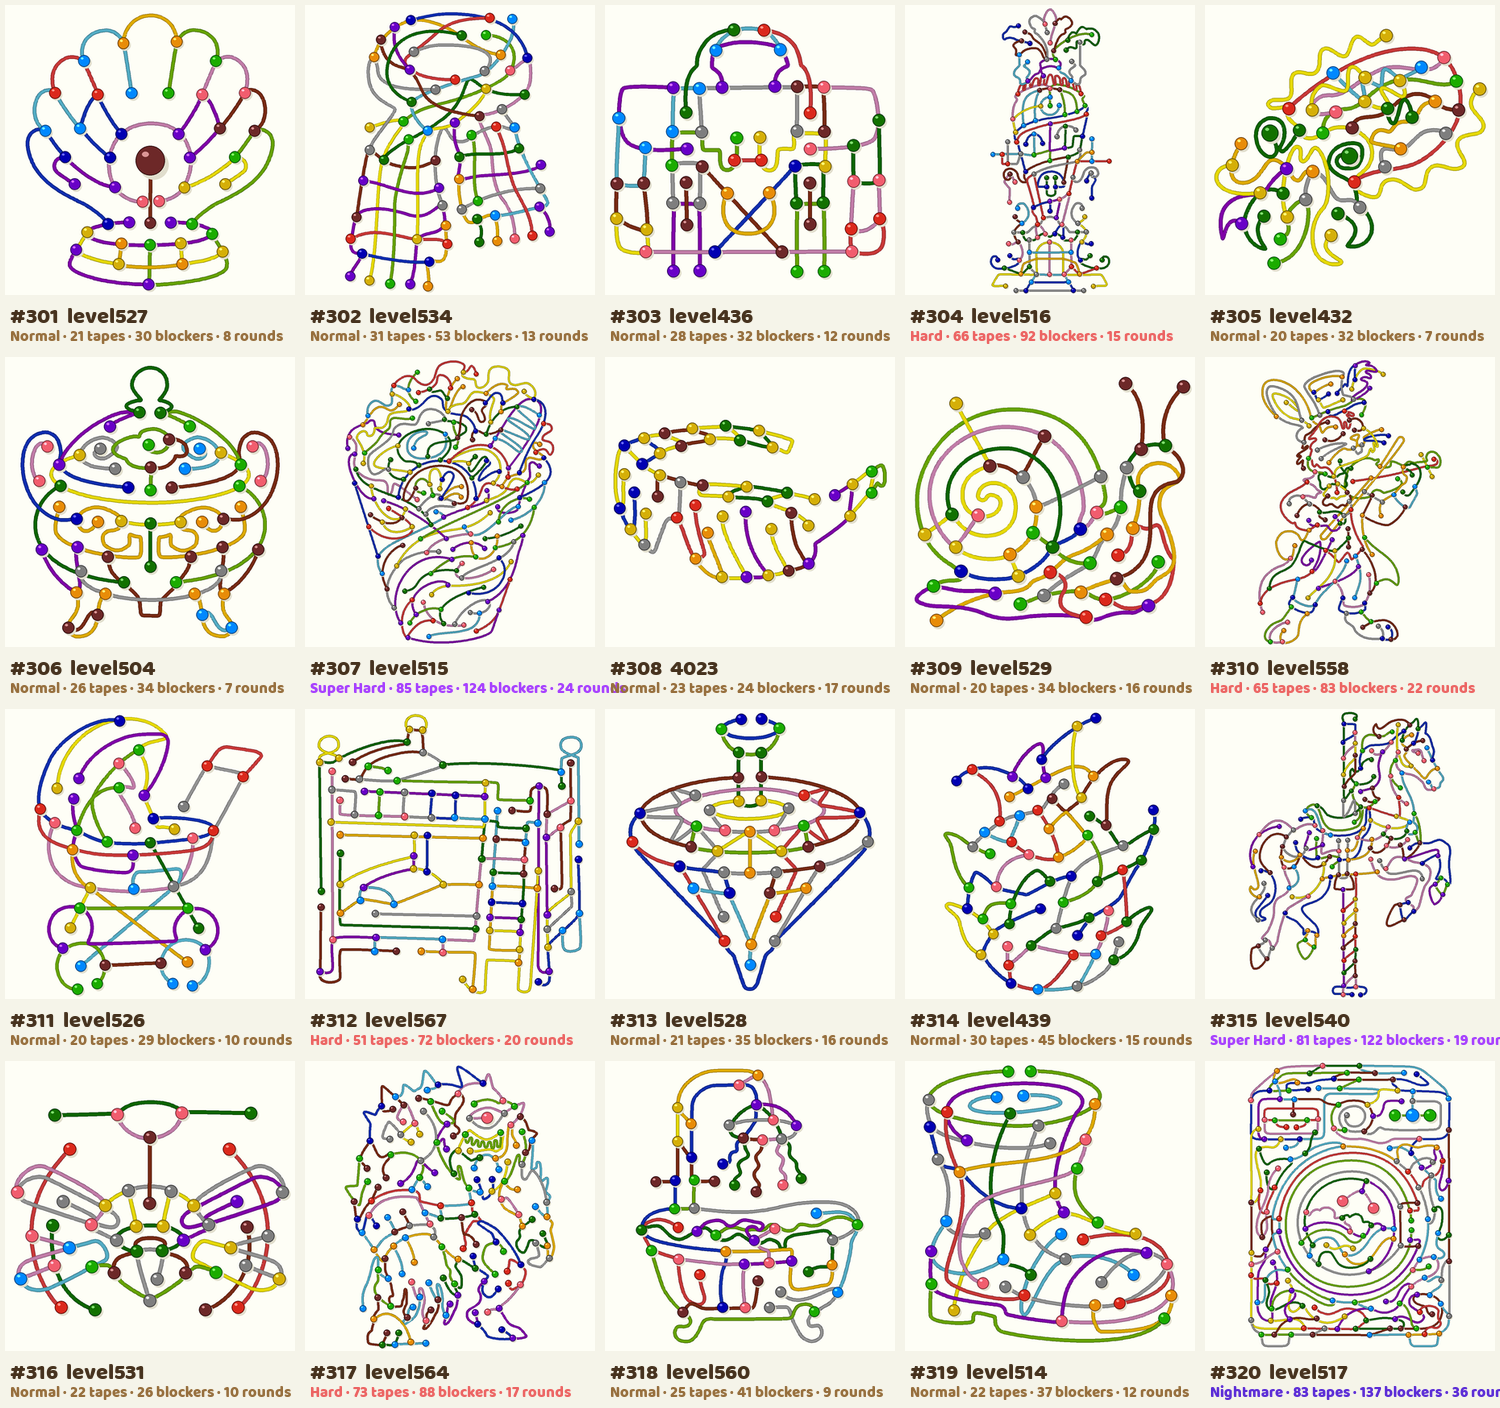 #301 level527
Normal · 21 tapes · 30 blockers · 8 rounds
#302 level534
Normal · 31 tapes · 53 blockers · 13 rounds
#303 level436
Normal · 28 tapes · 32 blockers · 12 rounds
#304 level516
Hard · 66 tapes · 92 blockers · 15 rounds
#305 level432
Normal · 20 tapes · 32 blockers · 7 rounds
#306 level504
Normal · 26 tapes · 34 blockers · 7 rounds
#307 level515
Super Hard · 85 tapes · 124 blockers · 24 rounds
#308 4023
Normal · 23 tapes · 24 blockers · 17 rounds
#309 level529
Normal · 20 tapes · 34 blockers · 16 rounds
#310 level558
Hard · 65 tapes · 83 blockers · 22 rounds
#311 level526
Normal · 20 tapes · 29 blockers · 10 rounds
#312 level567
Hard · 51 tapes · 72 blockers · 20 rounds
#313 level528
Normal · 21 tapes · 35 blockers · 16 rounds
#314 level439
Normal · 30 tapes · 45 blockers · 15 rounds
#315 level540
Super Hard · 81 tapes · 122 blockers · 19 rour
#316 level531
Normal · 22 tapes · 26 blockers · 10 rounds
#317 level564
Hard · 73 tapes · 88 blockers · 17 rounds
#318 level560
Normal · 25 tapes · 41 blockers · 9 rounds
#319 level514
Normal · 22 tapes · 37 blockers · 12 rounds
#320 level517
Nightmare · 83 tapes · 137 blockers · 36 rour